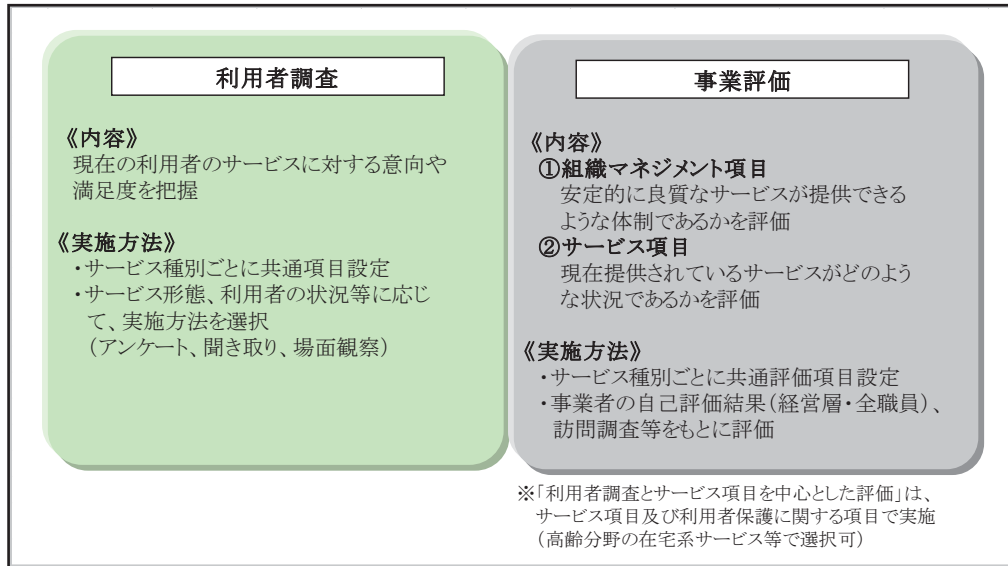 利用者調査
《内容》
現在の利用者のサービスに対する意向や
満足度を把握
《実施方法》
・サービス種別ごとに共通項目設定
・サービス形態、利用者の状況等に応じ
て、実施方法を選択
（アンケート、聞き取り、場面観察）
事業評価
《内容》
①組織マネジメント項目
安定的に良質なサービスが提供できる
ような体制であるかを評価
②サービス項目
現在提供されているサービスがどのよう
な状況であるかを評価
《実施方法》
・サービス種別ごとに共通評価項目設定
・事業者の自己評価結果（経営層・全職員）、
訪問調査等をもとに評価
※「利用者調査とサービス項目を中心とした評価」は、
サービス項目及び利用者保護に関する項目で実施
（高齢分野の在宅系サービス等で選択可）